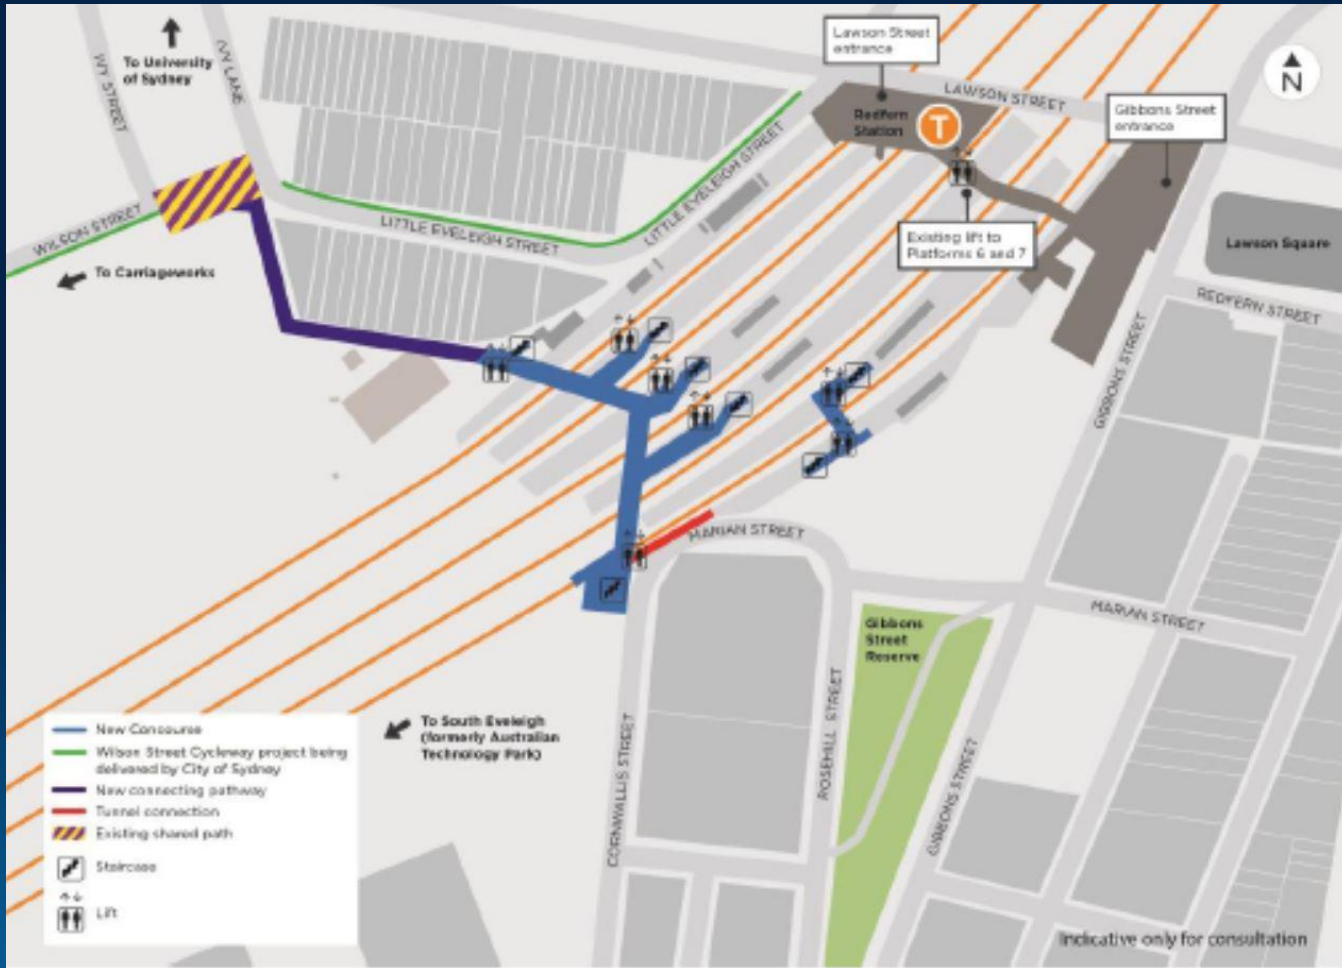 To University
of Sydney
IVY STREET
IVY LANE
Lawson Street
entrance
LAWSON STREET
Gibbons Street
entrance
N
Redfern
Station
T
LITTLE EVELEIGH STREET
LITTLE EVELEIGH STREET
WILSON STREET
To Carriageworks
Existing lift to
Platforms 6 and 7
Lawson Square
REDFERN STREET
GIBBONS STREET
MARIAN STREET
MARIAN STREET
Gibbons
Street
Reserve
To South Eveleigh
(formerly Australian
Technology Park)
CORNWALLIS STREET
ROSEHILL STREET
GIBBONS STREET
New Concourse
Wilson Street Cycleway project being
delivered by City of Sydney
New connecting pathway
Tunnel connection
Existing shared path
Staircase
Lift
Indicative only for consultation